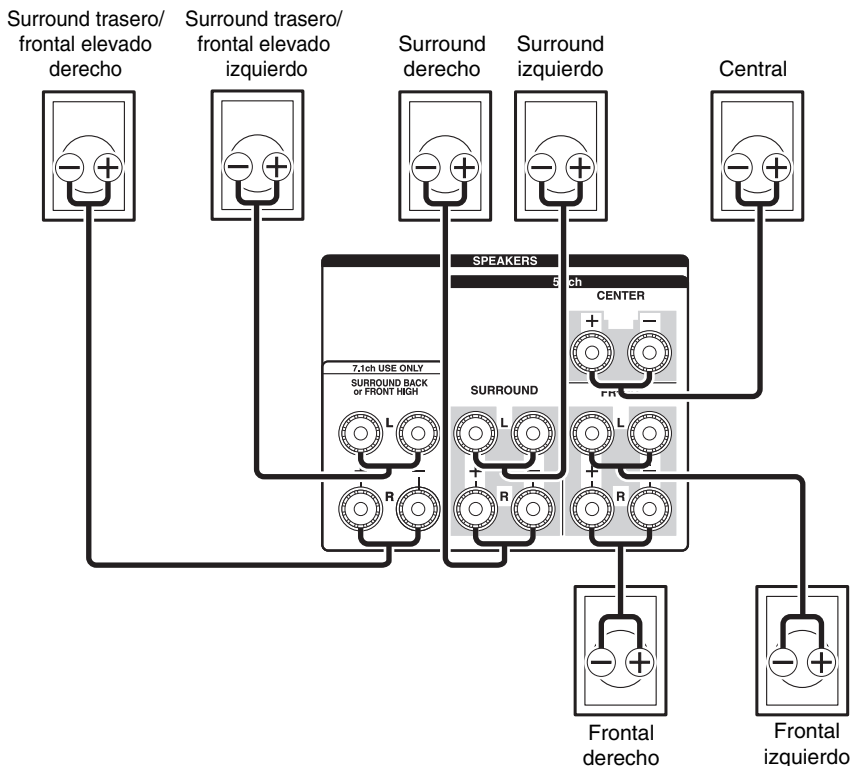 Surround trasero/
frontal elevado
derecho
Surround trasero/
frontal elevado
izquierdo
Surround
derecho
Surround
izquierdo
Central
SPEAKERS
CENTER
+ −
7.1ch USE ONLY
SURROUND BACK
or FRONT HIGH
SURROUND
L L L
+ − + − + −
R R R
Frontal
derecho
Frontal
izquierdo